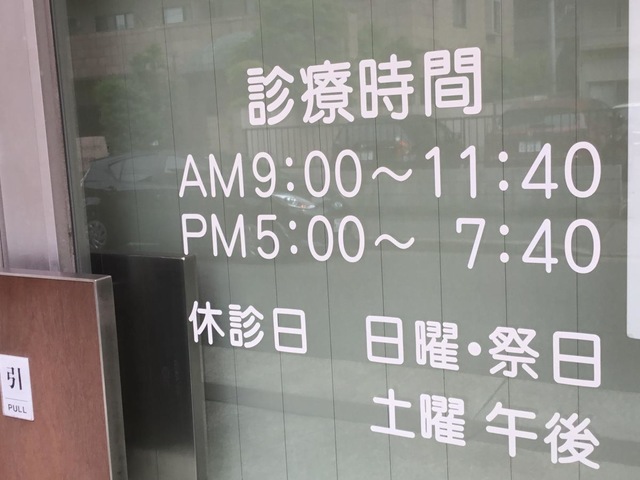 診療時間
AM9:00～11:40
PM5:00～ 7:40
休診日 日曜・祭日
土曜午後
引
PULL